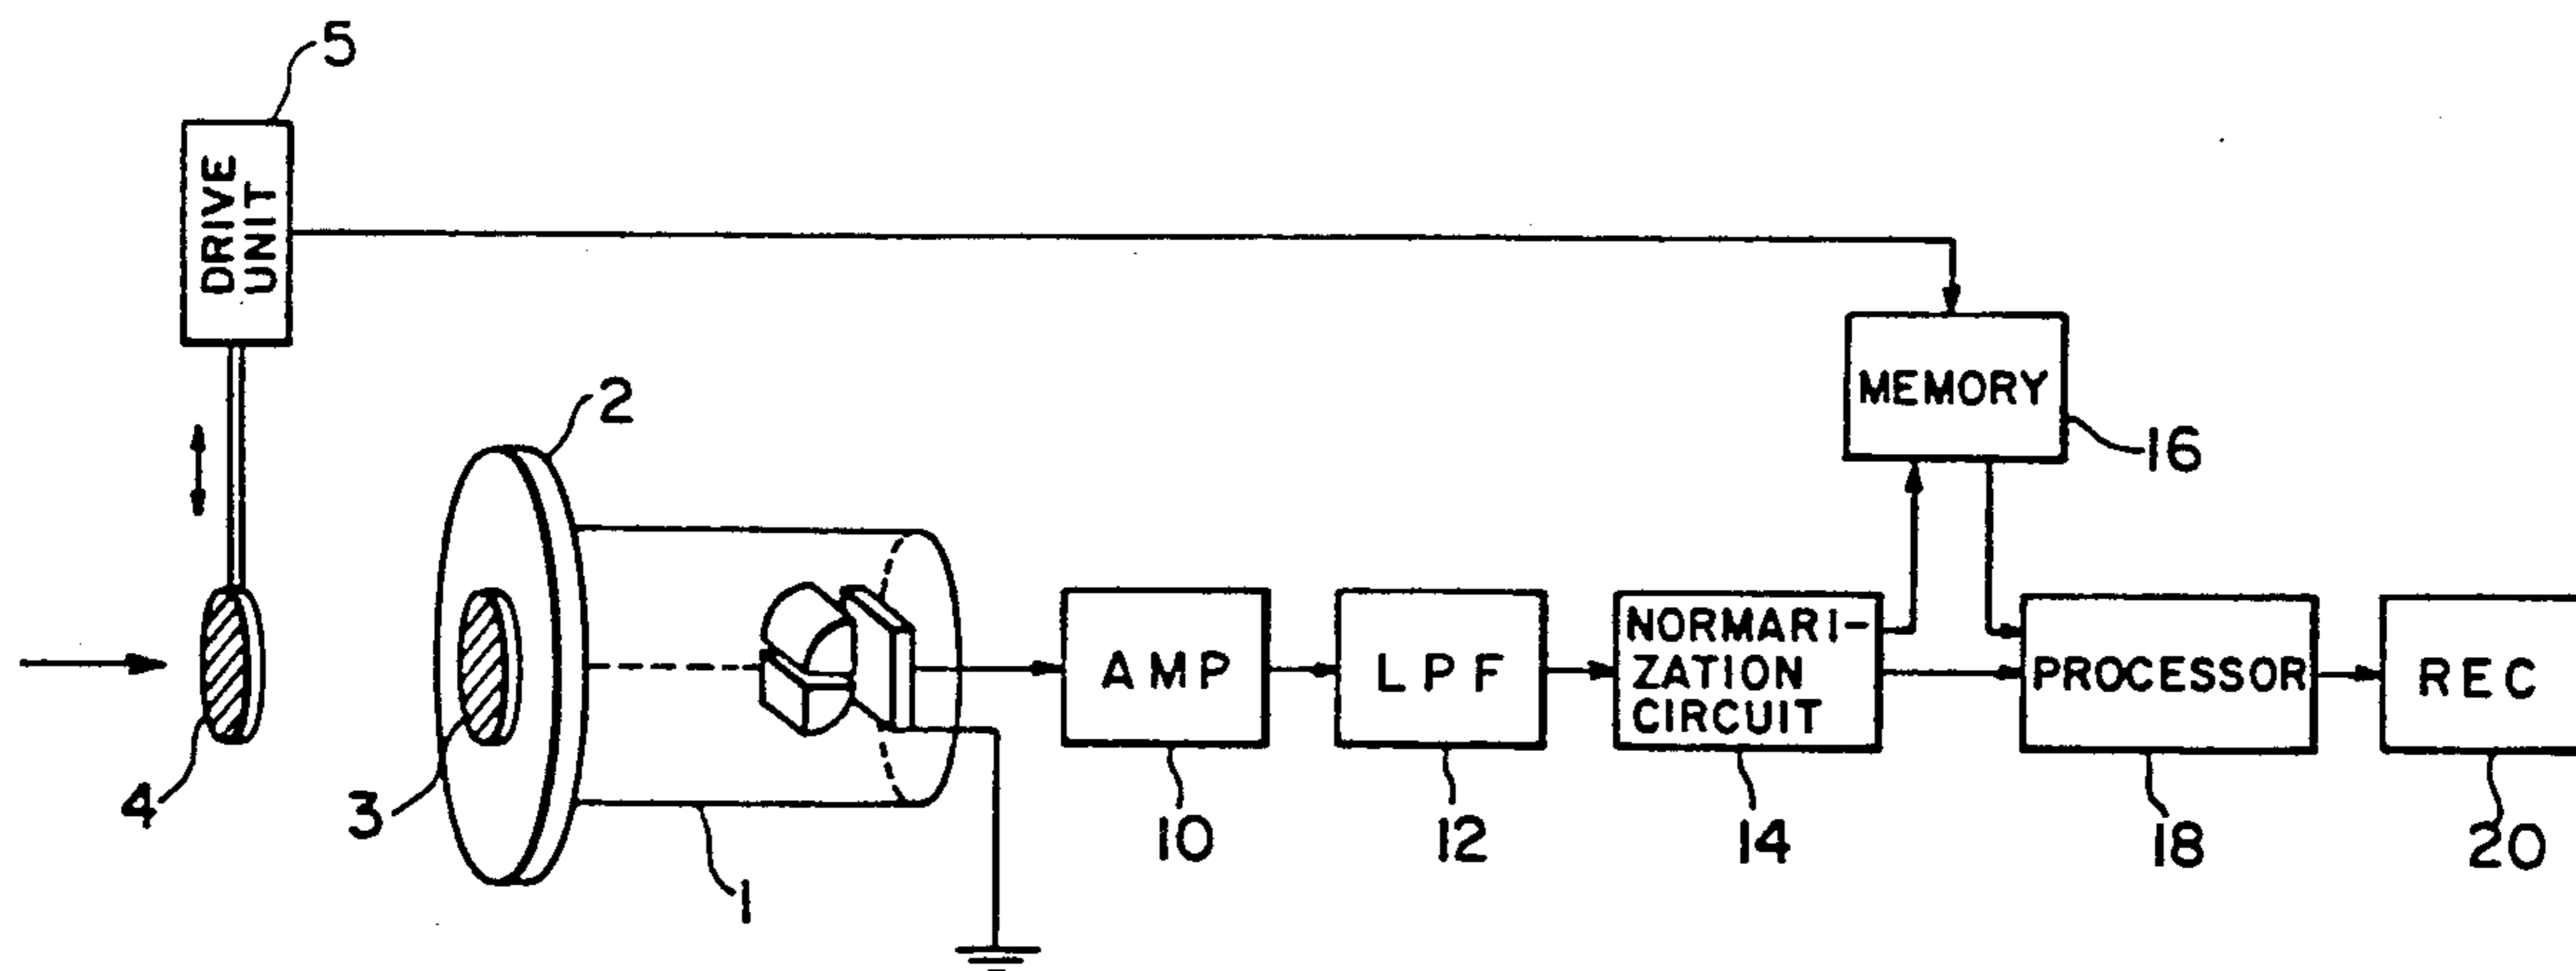 5
DRIVE
UNIT
2
MEMORY
16
AMP
LPF
NORMARI-
ZATION
CIRCUIT
PROCESSOR
REC
4
3
1
10
12
14
18
20